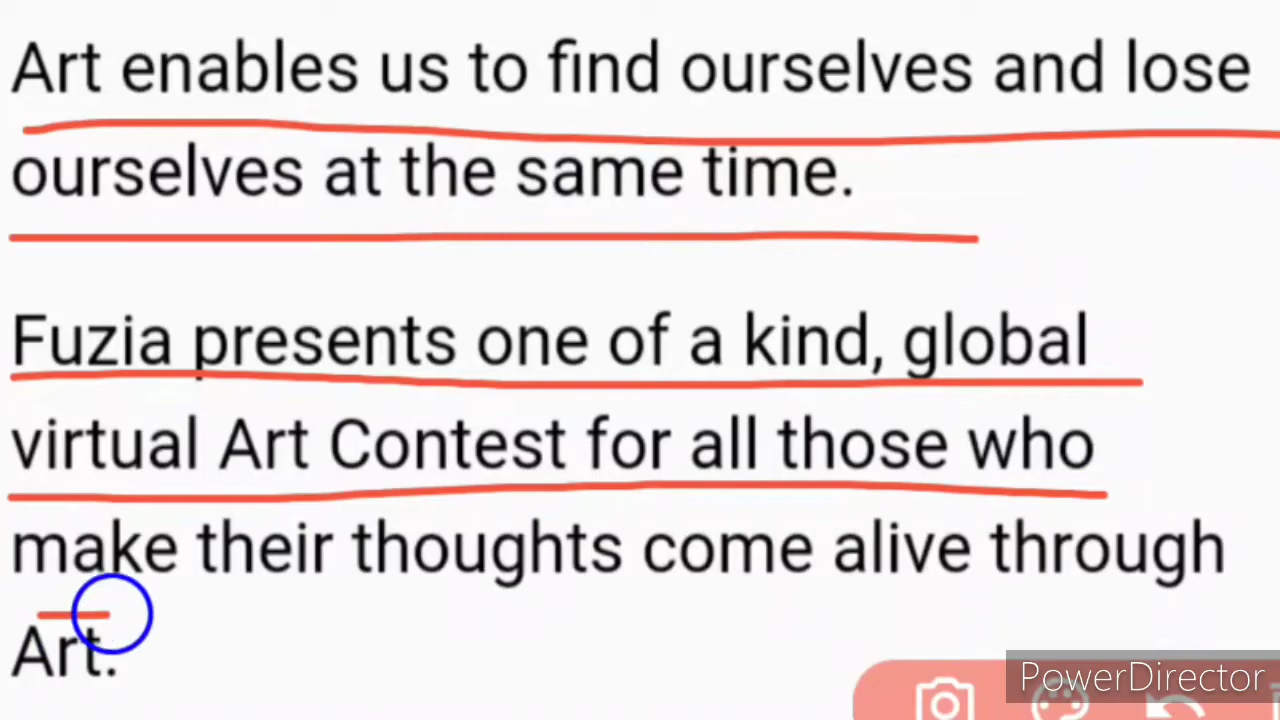 Art enables us to find ourselves and lose
ourselves at the same time.
Fuzia presents one of a kind, global
virtual Art Contest for all those who
make their thoughts come alive through
Art.
PowerDirector